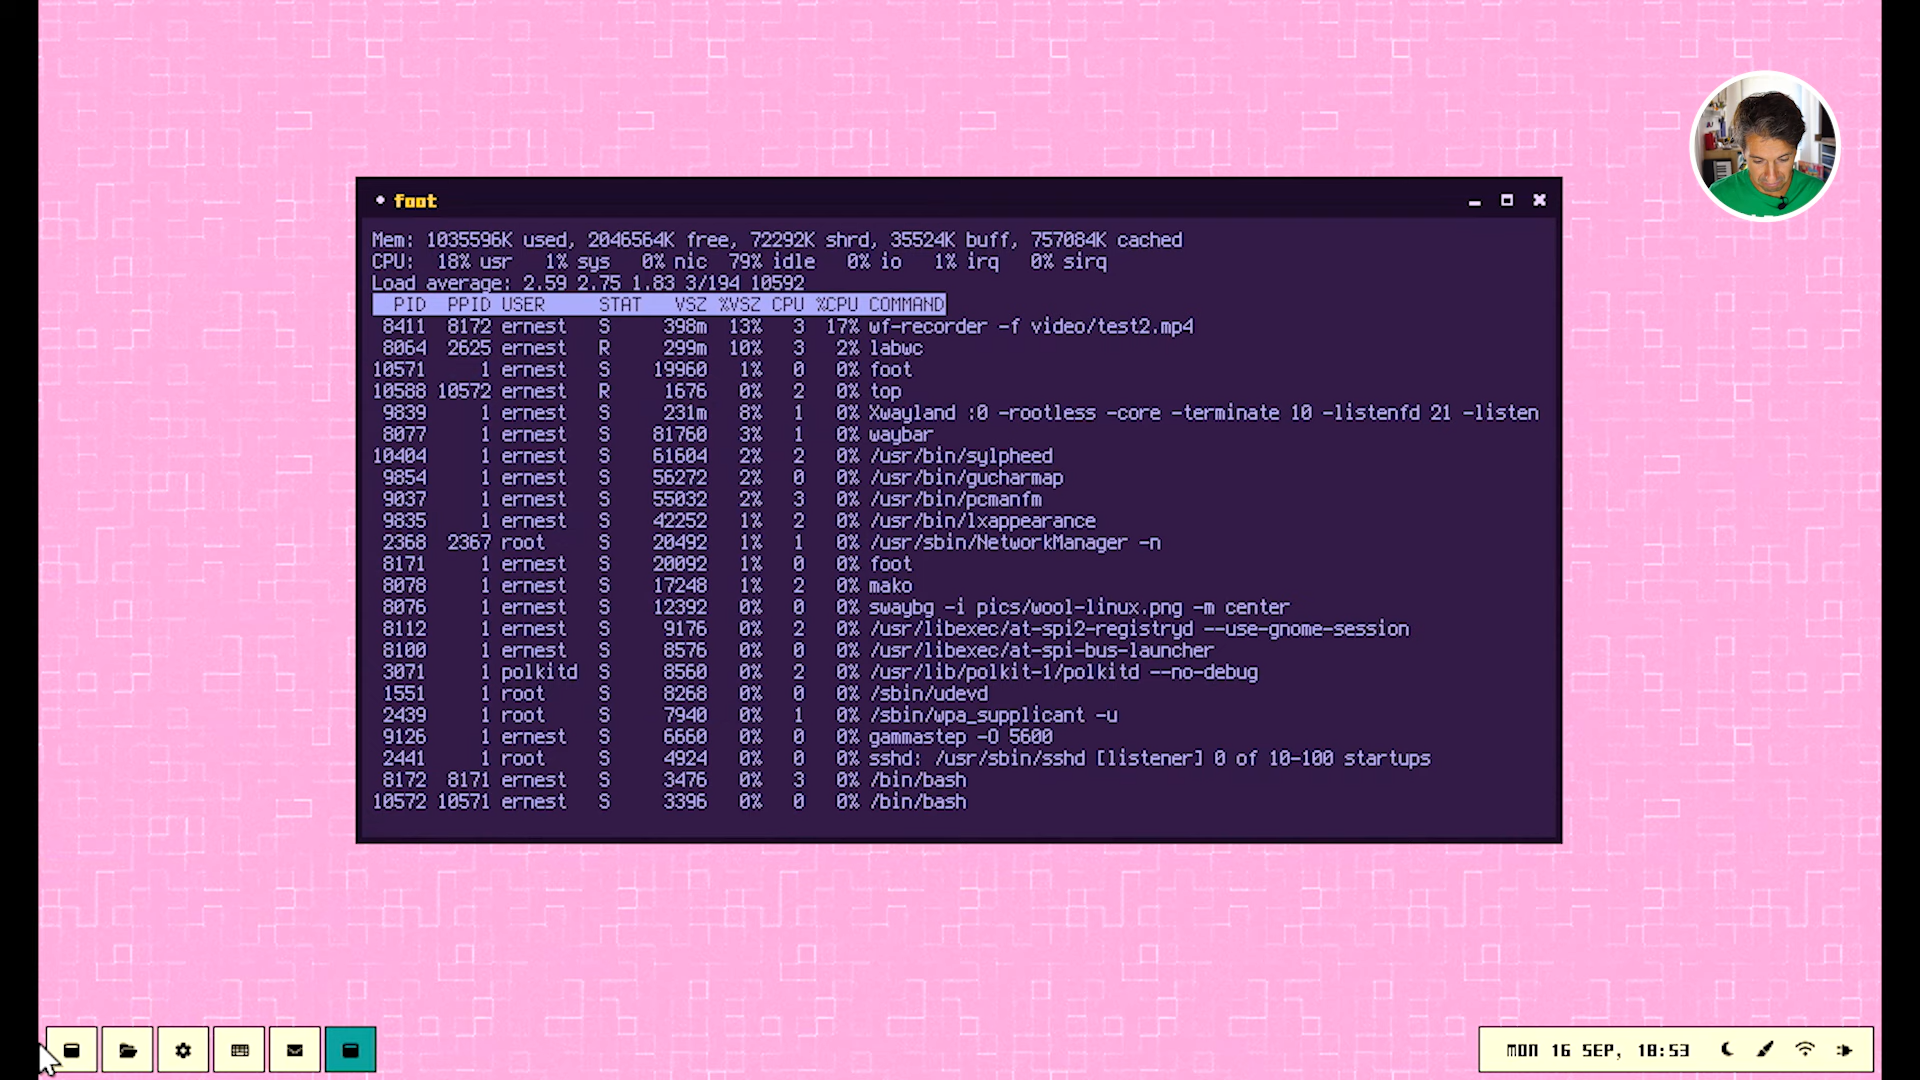 foot
Mem: 1035596K used, 2046564K free, 72292K shrd, 35524K buff, 757084K cached
CPU:  18% usr   1% sys   0% nic  79% idle   0% io   1% irq   0% sirq
Load average: 2.59 2.75 1.83 3/194 10592
  PID  PPID USER     STAT   VSZ %VSZ CPU %CPU COMMAND
 8411  8172 ernest   S     398m  13%   3  17% wf-recorder -f video/test2.mp4
 8064  2625 ernest   R     299m  10%   3   2% labwc
10571     1 ernest   S    19960   1%   0   0% foot
10588 10572 ernest   R     1676   0%   2   0% top
 9839     1 ernest   S     231m   8%   1   0% Xwayland :0 -rootless -core -terminate 10 -listenfd 21 -listen
 8077     1 ernest   S    81760   3%   1   0% waybar
10404     1 ernest   S    61604   2%   2   0% /usr/bin/sylpheed
 9854     1 ernest   S    56272   2%   0   0% /usr/bin/gucharmap
 9037     1 ernest   S    55032   2%   3   0% /usr/bin/pcmanfm
 9835     1 ernest   S    42252   1%   2   0% /usr/bin/lxappearance
 2368  2367 root     S    20492   1%   1   0% /usr/sbin/NetworkManager -n
 8171     1 ernest   S    20092   1%   0   0% foot
 8078     1 ernest   S    17248   1%   2   0% mako
 8076     1 ernest   S    12392   0%   0   0% swaybg -i pics/wool-linux.png -m center
 8112     1 ernest   S     9176   0%   2   0% /usr/libexec/at-spi2-registryd --use-gnome-session
 8100     1 ernest   S     8576   0%   0   0% /usr/libexec/at-spi-bus-launcher
 3071     1 polkitd  S     8560   0%   2   0% /usr/lib/polkit-1/polkitd --no-debug
 1551     1 root     S     8268   0%   0   0% /sbin/udevd
 2439     1 root     S     7940   0%   1   0% /sbin/wpa_supplicant -u
 9126     1 ernest   S     6660   0%   0   0% gammastep -O 5600
 2441     1 root     S     4924   0%   0   0% sshd: /usr/sbin/sshd [listener] 0 of 10-100 startups
 8172  8171 ernest   S     3476   0%   3   0% /bin/bash
10572 10571 ernest   S     3396   0%   0   0% /bin/bash
MON 16 SEP, 18:53